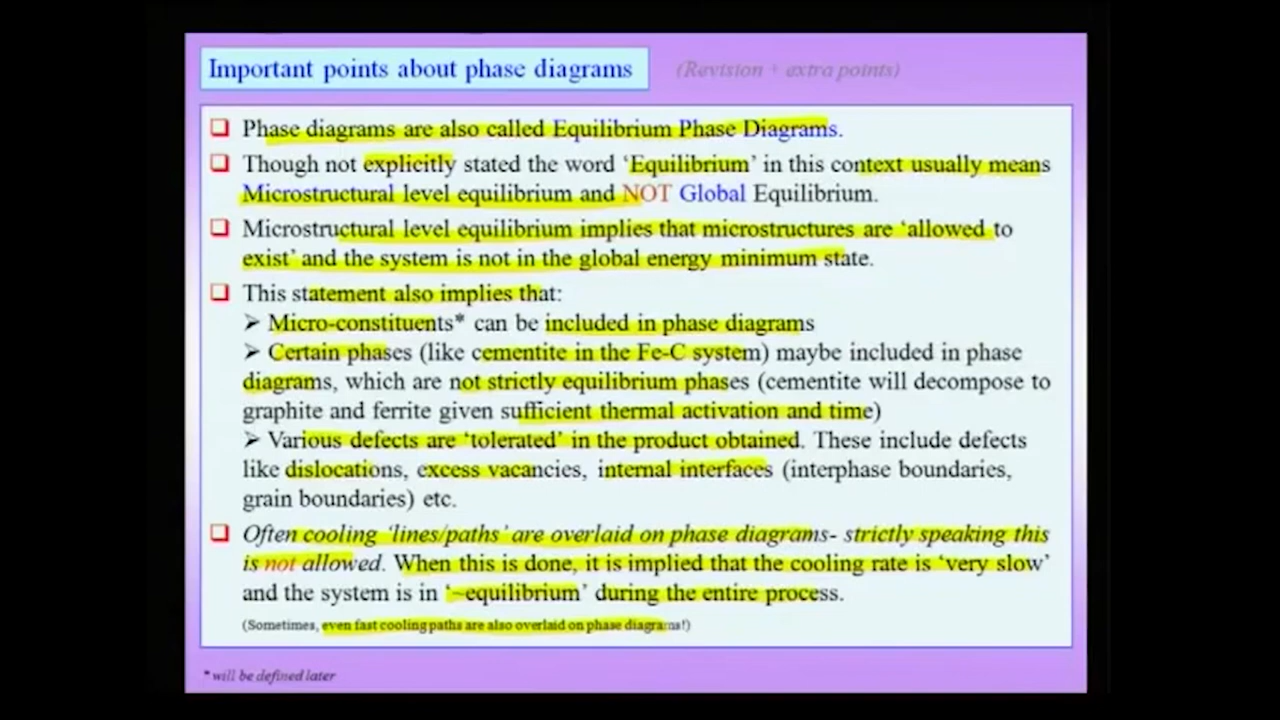 Important points about phase diagrams
(Revision + extra points)
Phase diagrams are also called Equilibrium Phase Diagrams.
Though not explicitly stated the word ‘Equilibrium’ in this context usually means
Microstructural level equilibrium and NOT Global Equilibrium.
Microstructural level equilibrium implies that microstructures are ‘allowed to
exist’ and the system is not in the global energy minimum state.
This statement also implies that:
➢ Micro-constituents* can be included in phase diagrams
➢ Certain phases (like cementite in the Fe-C system) maybe included in phase
diagrams, which are not strictly equilibrium phases (cementite will decompose to
graphite and ferrite given sufficient thermal activation and time)
➢ Various defects are ‘tolerated’ in the product obtained. These include defects
like dislocations, excess vacancies, internal interfaces (interphase boundaries,
grain boundaries) etc.
Often cooling ‘lines/paths’ are overlaid on phase diagrams- strictly speaking this
is not allowed. When this is done, it is implied that the cooling rate is ‘very slow’
and the system is in ‘~equilibrium’ during the entire process.
(Sometimes, even fast cooling paths are also overlaid on phase diagrams!)
* will be defined later